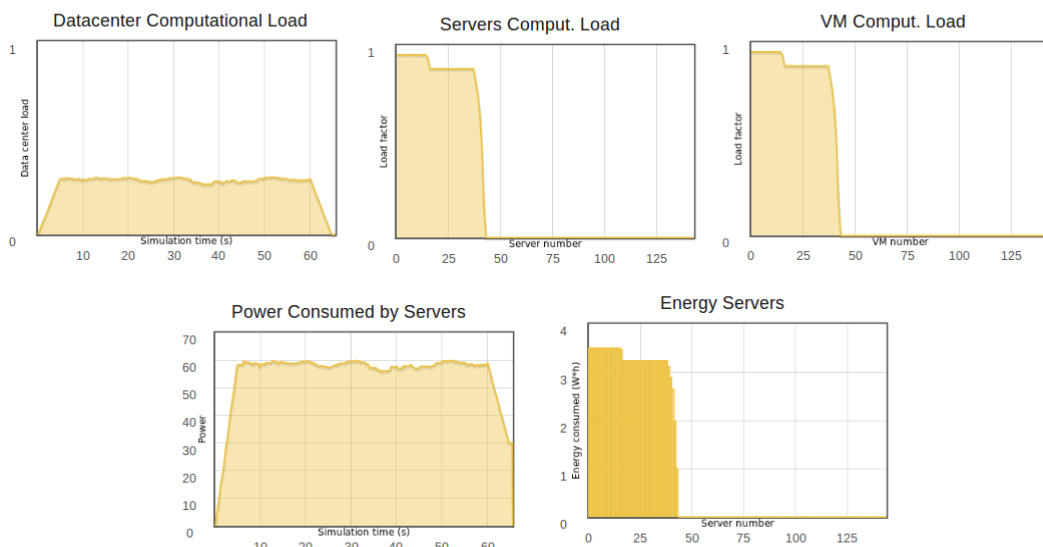 Datacenter Computational Load
1
Data center load
0
10 20 30 40 50 60
Simulation time (s)
Servers Comput. Load
1
Load factor
0
0 25 50 75 100 125
Server number
VM Comput. Load
1
Load factor
0
0 25 50 75 100 125
VM number
Power Consumed by Servers
70
60
50
40
30
20
10
0
Power
Simulation time (s)
10 20 30 40 50 60
Energy Servers
4
3
2
1
0
Energy consumed (W*h)
Server number
0 25 50 75 100 125